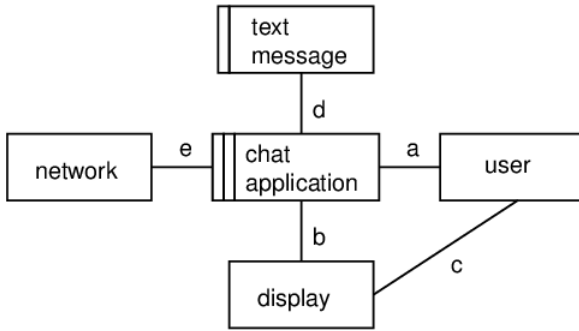 text
message
d
network
e
chat
application
a
user
b
c
display